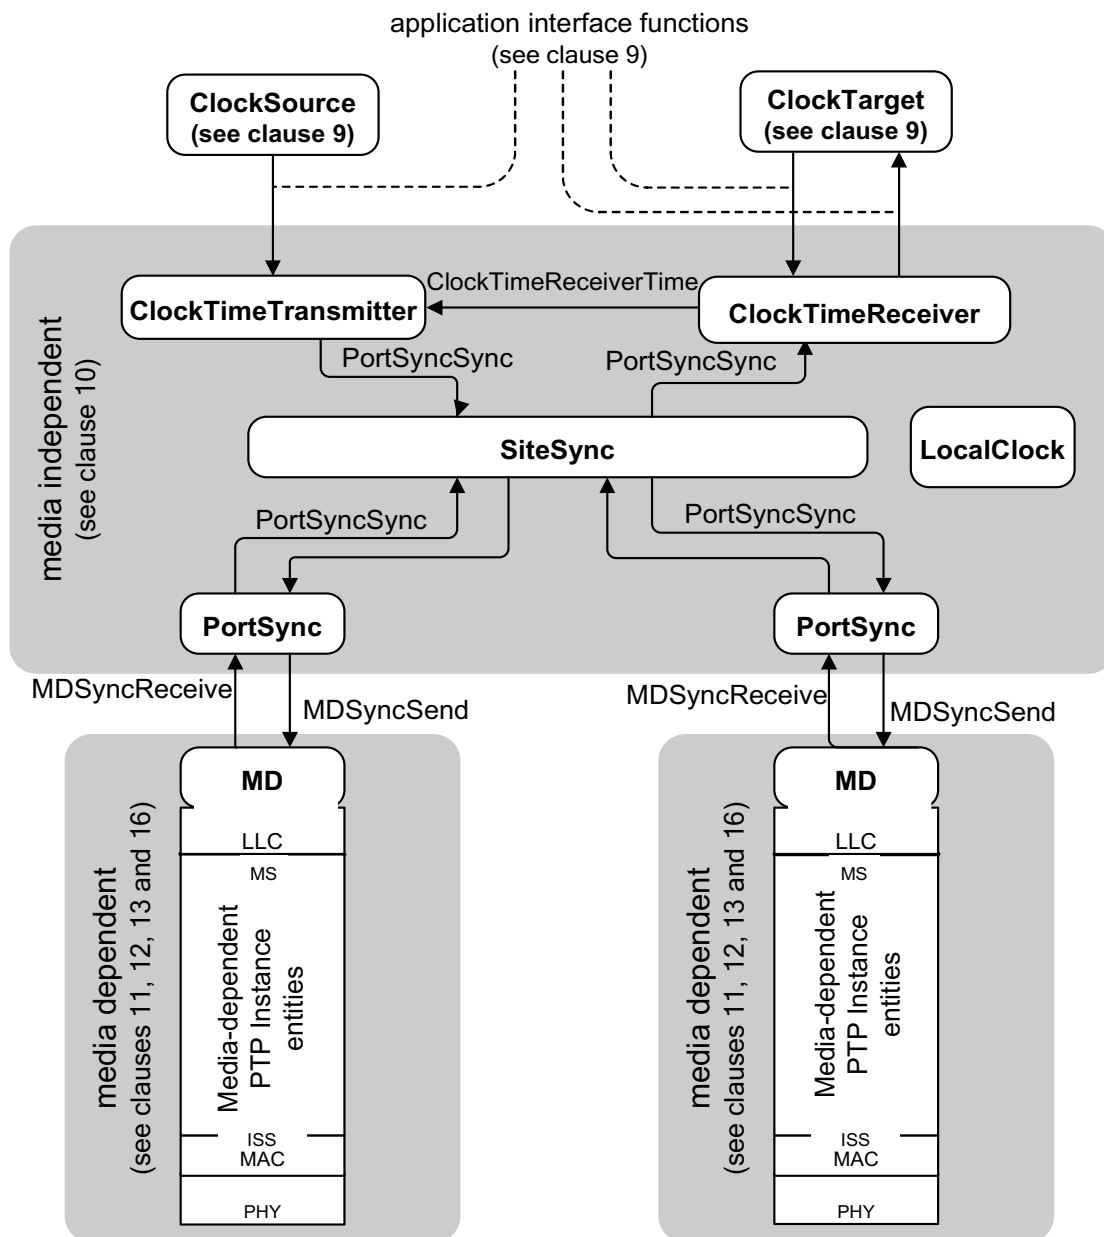 application interface functions
(see clause 9)
ClockSource
(see clause 9)
ClockTarget
(see clause 9)
ClockTimeReceiverTime
ClockTimeTransmitter
ClockTimeReceiver
PortSyncSync
PortSyncSync
media independent
(see clause 10)
SiteSync
LocalClock
PortSyncSync
PortSyncSync
PortSync
PortSync
MDSyncReceive
MDSyncSend
MDSyncReceive
MDSyncSend
media dependent
(see clauses 11, 12, 13 and 16)
MD
LLC
MS
Media-dependent
PTP Instance
entities
ISS
MAC
PHY
media dependent
(see clauses 11, 12, 13 and 16)
MD
LLC
MS
Media-dependent
PTP Instance
entities
ISS
MAC
PHY